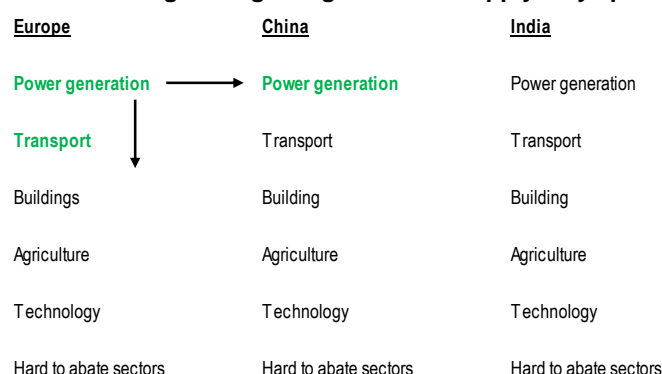 Europe China India
Power generation Power generation Power generation
Transport Transport Transport
Buildings Building Building
Agriculture Agriculture Agriculture
Technology Technology Technology
Hard to abate sectors Hard to abate sectors Hard to abate sectors